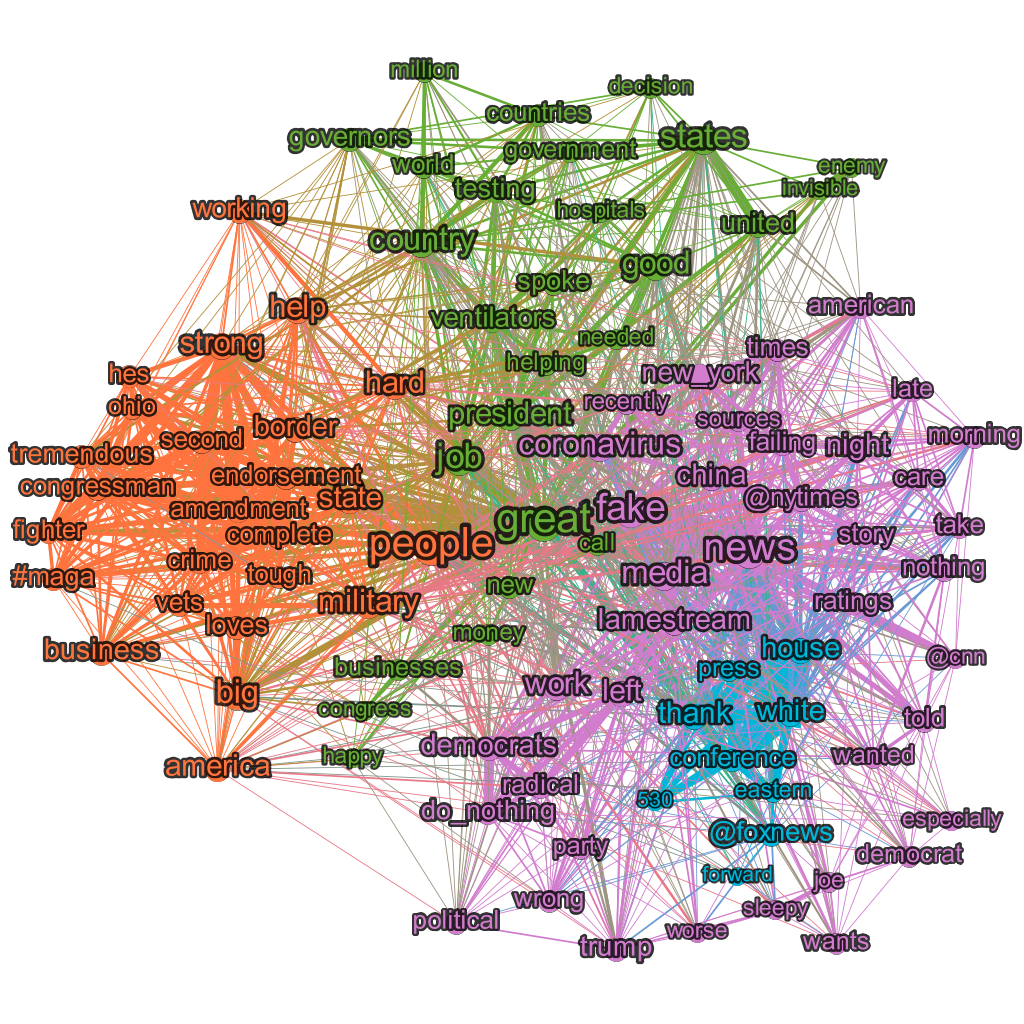 million
decision
countries
governors
states
government
world
enemy
testing
invisible
working
hospitals
united
country
good
spoke
help
american
ventilators
needed
strong
times
helping
hes
hard
new_york
late
recently
ohio
president
sources
border
second
coronavirus
failing
night
morning
tremendous
job
endorsement
china
care
congressman
state
@nytimes
amendment
fake
great
take
fighter
complete
story
people
call
news
crime
#maga
tough
media
nothing
new
vets
military
ratings
loves
lamestream
money
business
house
@cnn
businesses
press
big
work
left
congress
thank
white
told
democrats
happy
conference
wanted
america
radical
eastern
530
do_nothing
especially
@foxnews
party
democrat
forward
joe
wrong
sleepy
political
worse
trump
wants